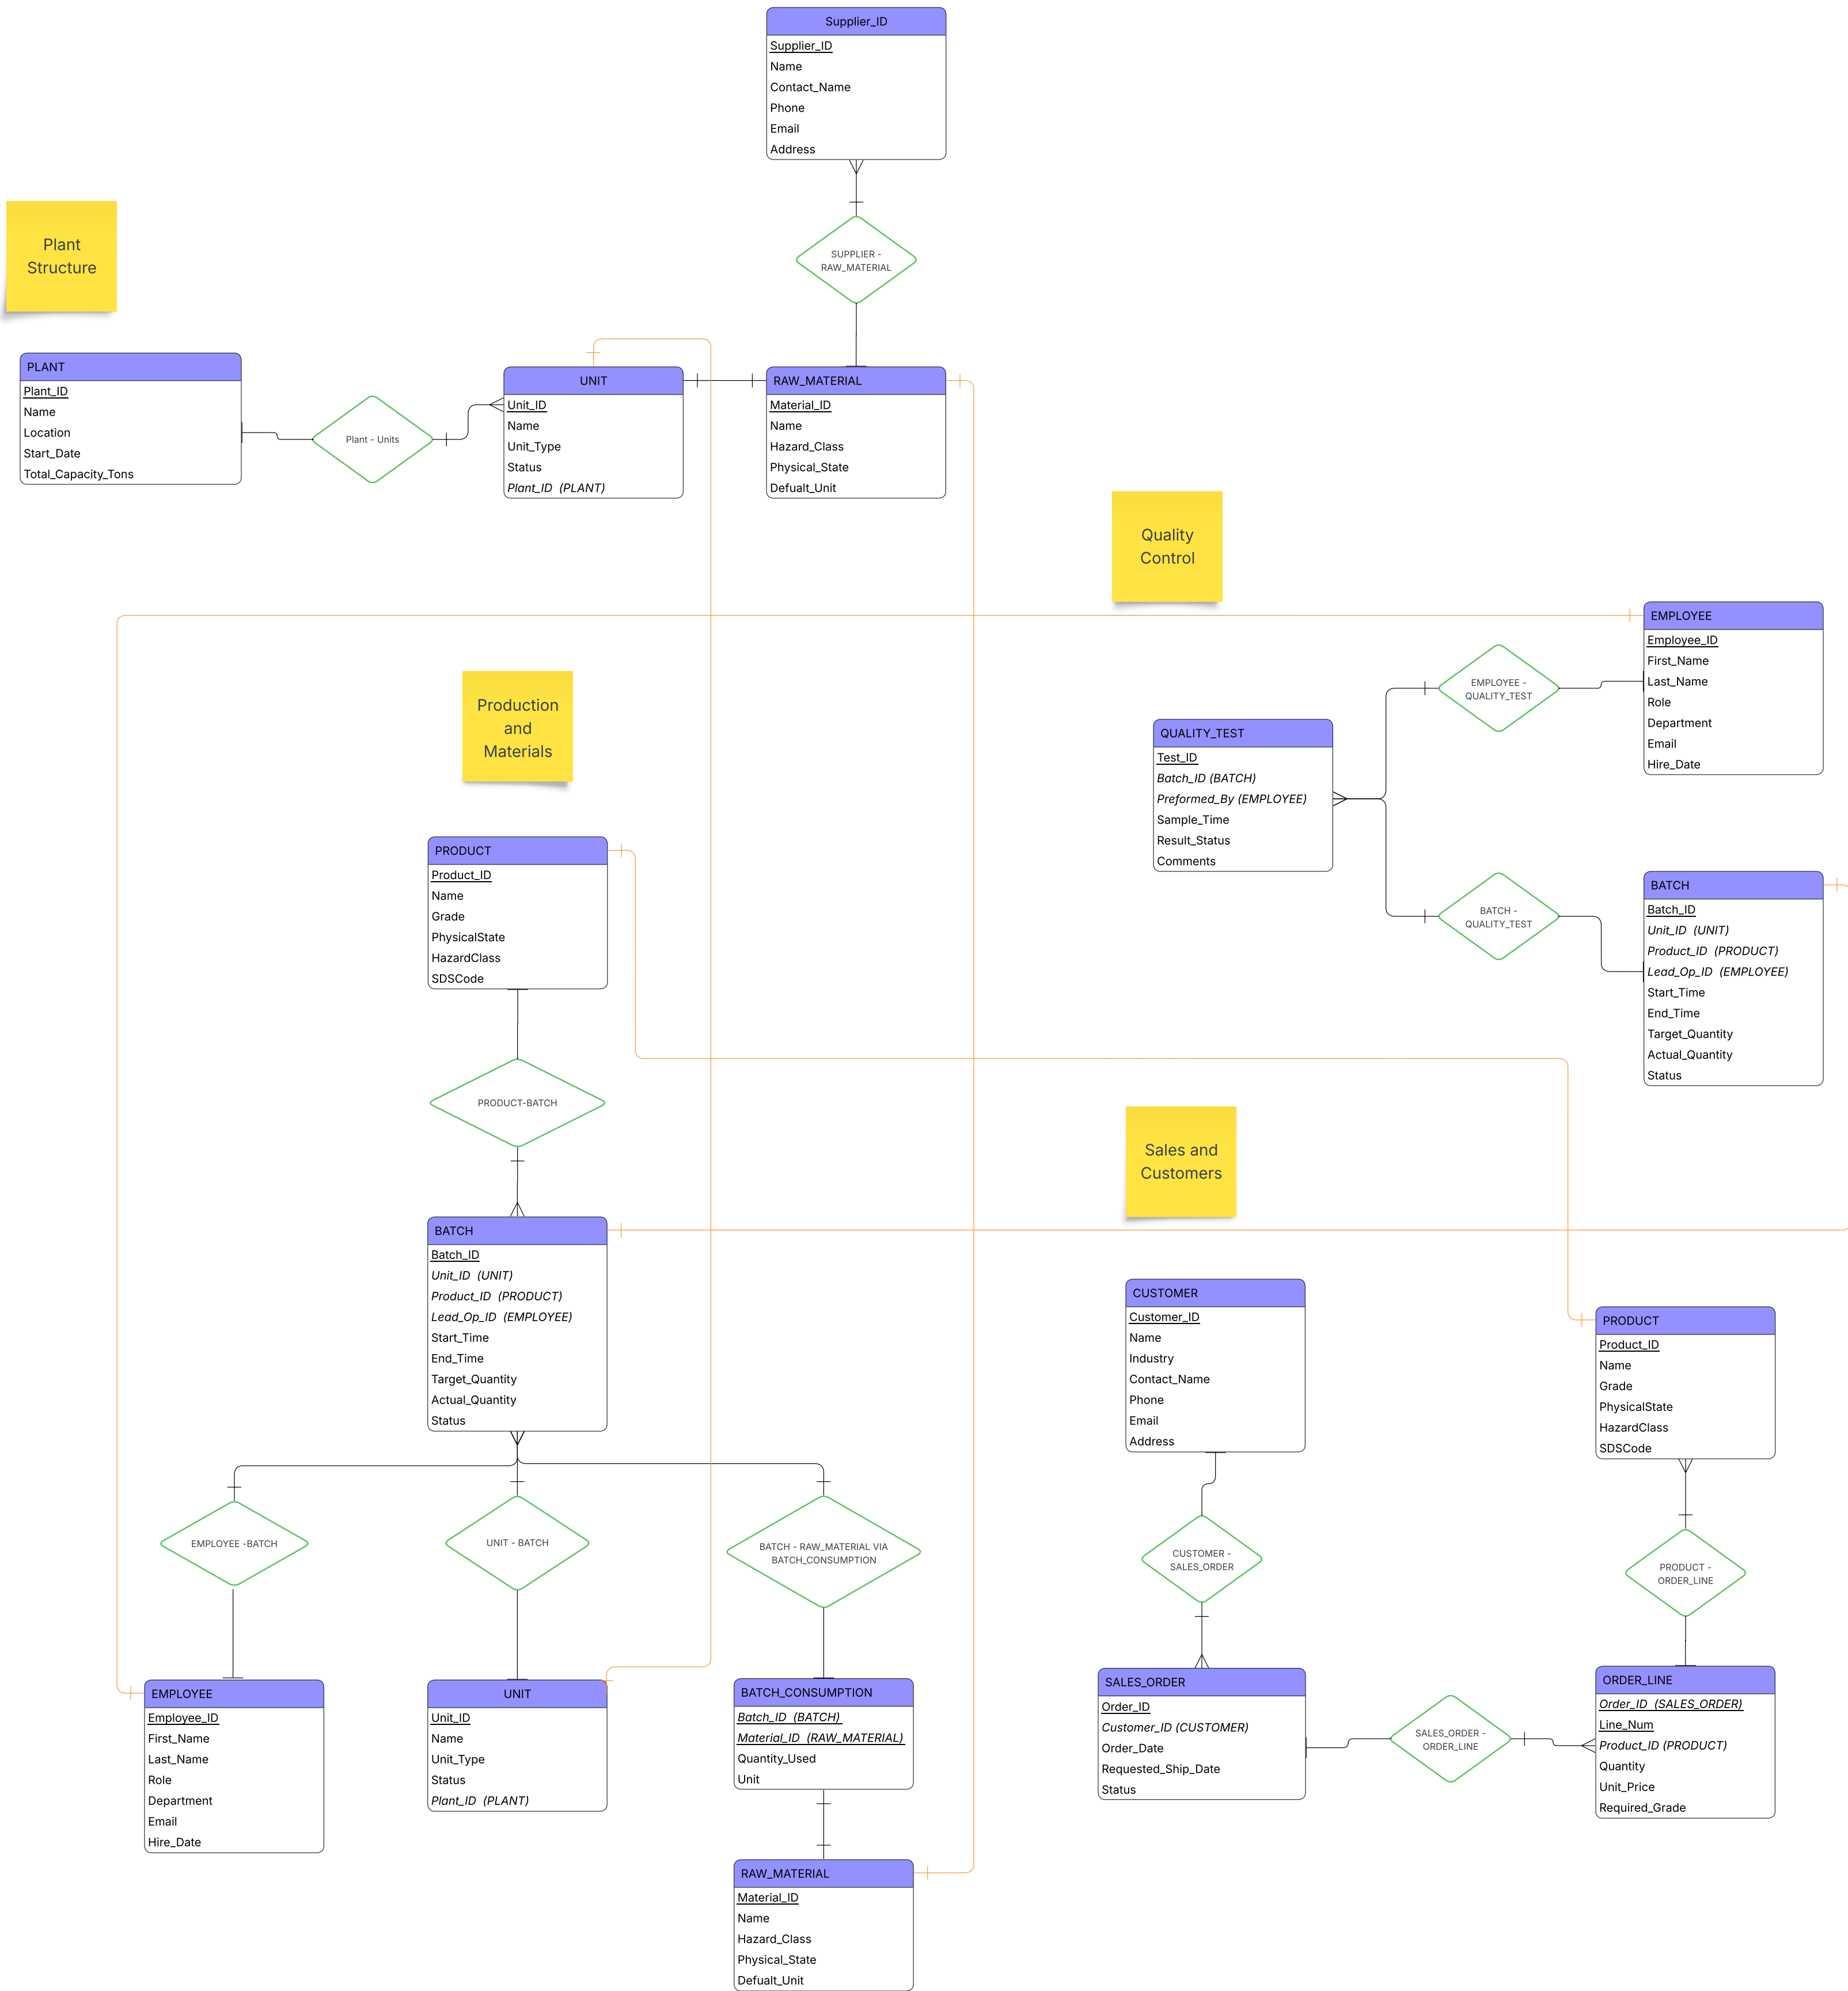 Supplier_ID
Supplier_ID
Name
Contact_Name
Phone
Email
Address
SUPPLIER -
RAW_MATERIAL
Plant
Structure
PLANT
Plant_ID
Name
Location
Start_Date
Total_Capacity_Tons
Plant - Units
UNIT
Unit_ID
Name
Unit_Type
Status
Plant_ID (PLANT)
RAW_MATERIAL
Material_ID
Name
Hazard_Class
Physical_State
Defualt_Unit
Quality
Control
EMPLOYEE
Employee_ID
First_Name
Last_Name
Role
Department
Email
Hire_Date
EMPLOYEE -
QUALITY_TEST
QUALITY_TEST
Test_ID
Batch_ID (BATCH)
Preformed_By (EMPLOYEE)
Sample_Time
Result_Status
Comments
BATCH -
QUALITY_TEST
BATCH
Batch_ID
Unit_ID (UNIT)
Product_ID (PRODUCT)
Lead_Op_ID (EMPLOYEE)
Start_Time
End_Time
Target_Quantity
Actual_Quantity
Status
Production
and
Materials
PRODUCT
Product_ID
Name
Grade
PhysicalState
HazardClass
SDSCode
PRODUCT-BATCH
BATCH
Batch_ID
Unit_ID (UNIT)
Product_ID (PRODUCT)
Lead_Op_ID (EMPLOYEE)
Start_Time
End_Time
Target_Quantity
Actual_Quantity
Status
EMPLOYEE -BATCH
UNIT - BATCH
BATCH - RAW_MATERIAL VIA
BATCH_CONSUMPTION
EMPLOYEE
Employee_ID
First_Name
Last_Name
Role
Department
Email
Hire_Date
UNIT
Unit_ID
Name
Unit_Type
Status
Plant_ID (PLANT)
BATCH_CONSUMPTION
Batch_ID (BATCH)
Material_ID (RAW_MATERIAL)
Quantity_Used
Unit
RAW_MATERIAL
Material_ID
Name
Hazard_Class
Physical_State
Defualt_Unit
Sales and
Customers
CUSTOMER
Customer_ID
Name
Industry
Contact_Name
Phone
Email
Address
CUSTOMER -
SALES_ORDER
SALES_ORDER
Order_ID
Customer_ID (CUSTOMER)
Order_Date
Requested_Ship_Date
Status
SALES_ORDER -
ORDER_LINE
PRODUCT
Product_ID
Name
Grade
PhysicalState
HazardClass
SDSCode
PRODUCT -
ORDER_LINE
ORDER_LINE
Order_ID (SALES_ORDER)
Line_Num
Product_ID (PRODUCT)
Quantity
Unit_Price
Required_Grade